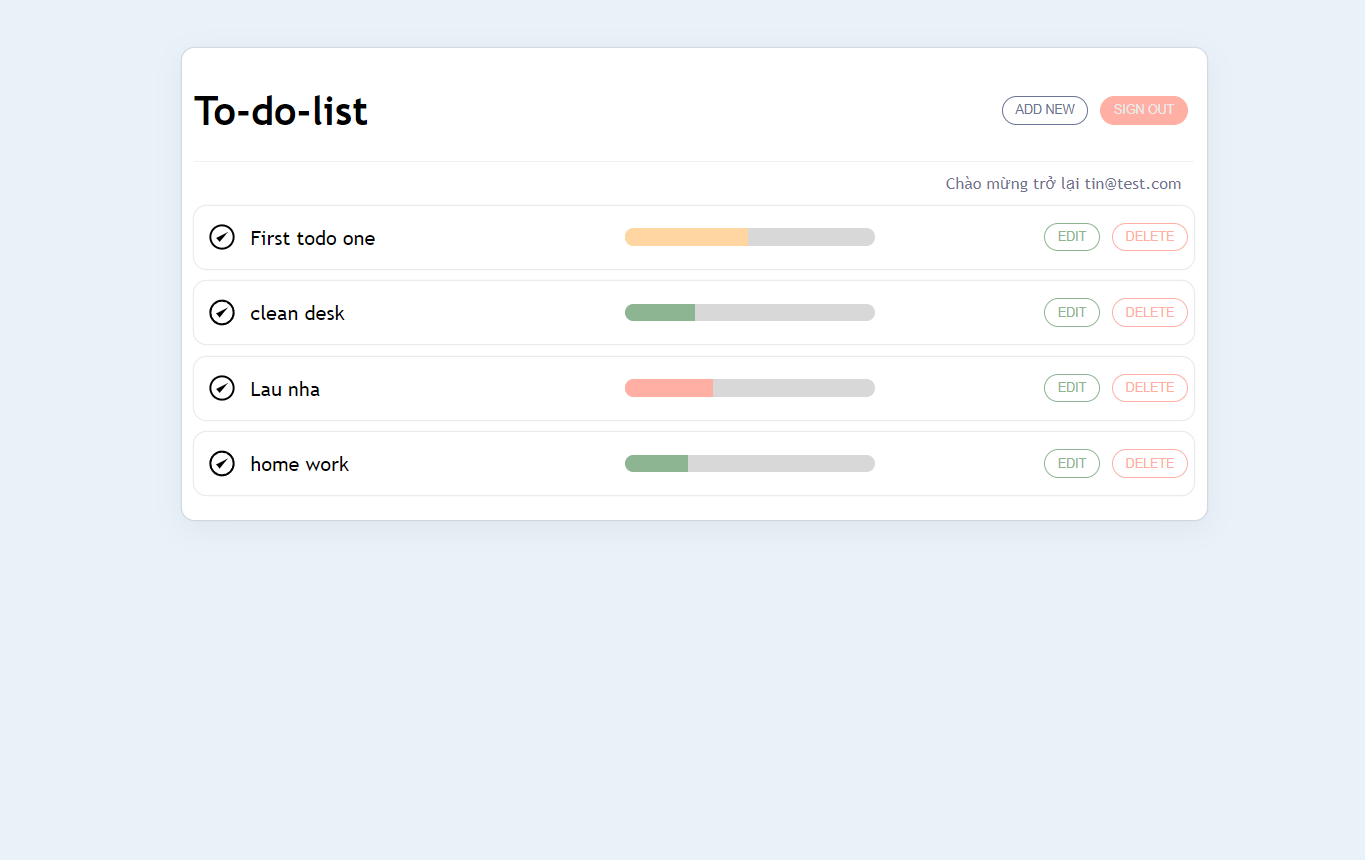 To-do-list
ADD NEW SIGN OUT
Chào mừng trở lại tin@test.com
First todo one EDIT DELETE
clean desk EDIT DELETE
Lau nha EDIT DELETE
home work EDIT DELETE